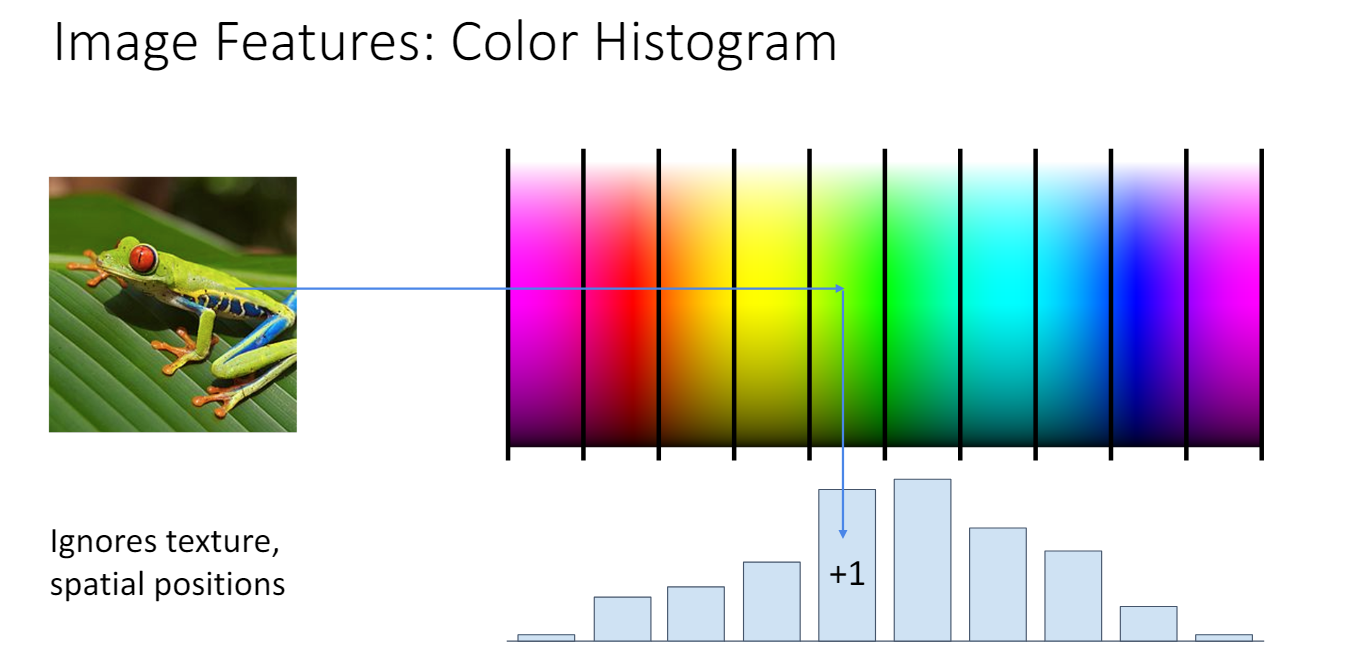 Image Features: Color Histogram
+1
Ignores texture,
spatial positions